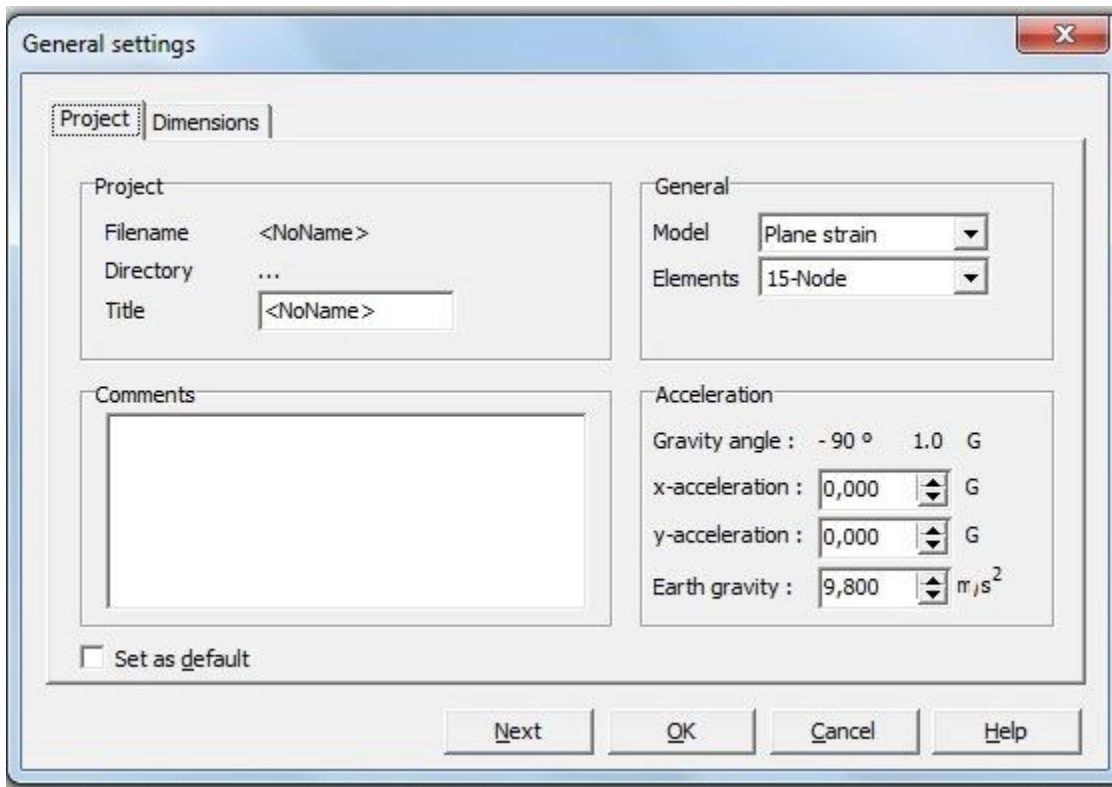 General settings
Project Dimensions
Project
Filename <NoName>
Directory ...
Title <NoName>
General
Model Plane strain
Elements 15-Node
Comments
Acceleration
Gravity angle : - 90 º 1.0 G
x-acceleration : 0,000 G
y-acceleration : 0,000 G
Earth gravity : 9,800 m/s²
Set as default
Next OK Cancel Help